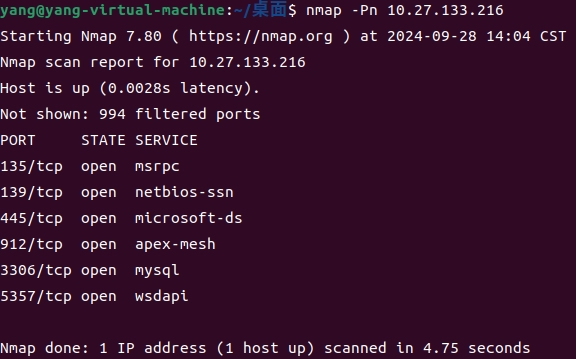 yang@yang-virtual-machine:~/桌面$ nmap -Pn 10.27.133.216
Starting Nmap 7.80 ( https://nmap.org ) at 2024-09-28 14:04 CST
Nmap scan report for 10.27.133.216
Host is up (0.0028s latency).
Not shown: 994 filtered ports
PORT     STATE SERVICE
135/tcp  open  msrpc
139/tcp  open  netbios-ssn
445/tcp  open  microsoft-ds
912/tcp  open  apex-mesh
3306/tcp open  mysql
5357/tcp open  wsdapi
Nmap done: 1 IP address (1 host up) scanned in 4.75 seconds